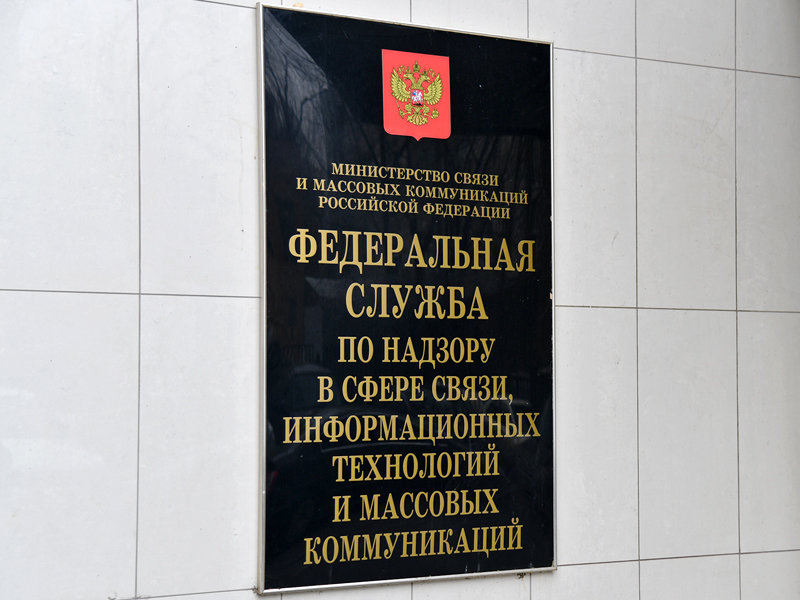 МИНИСТЕРСТВО СВЯЗИ
И МАССОВЫХ КОММУНИКАЦИЙ
РОССИЙСКОЙ ФЕДЕРАЦИИ
ФЕДЕРАЛЬНАЯ
СЛУЖБА
ПО НАДЗОРУ
В СФЕРЕ СВЯЗИ,
ИНФОРМАЦИОННЫХ
ТЕХНОЛОГИЙ
И МАССОВЫХ
КОММУНИКАЦИЙ